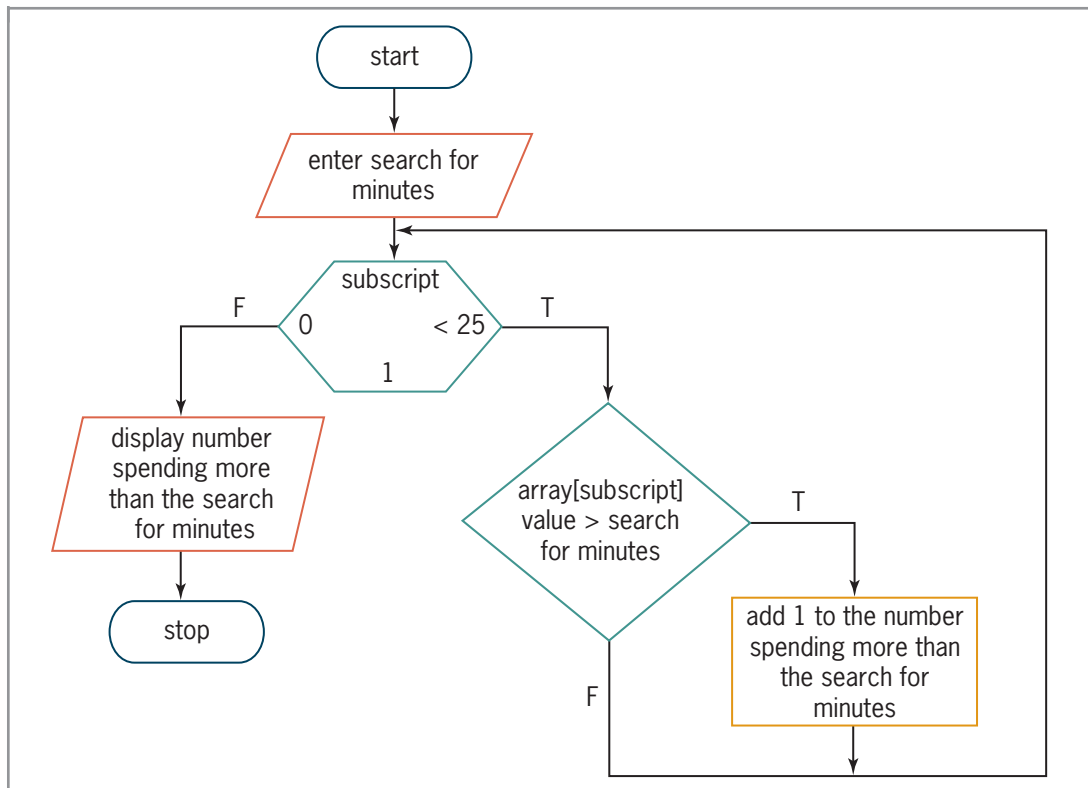 start
enter search for
minutes
subscript
F
0
< 25
T
1
display number
spending more
than the search
for minutes
array[subscript]
value > search
for minutes
T
stop
add 1 to the number
spending more than
the search for
minutes
F